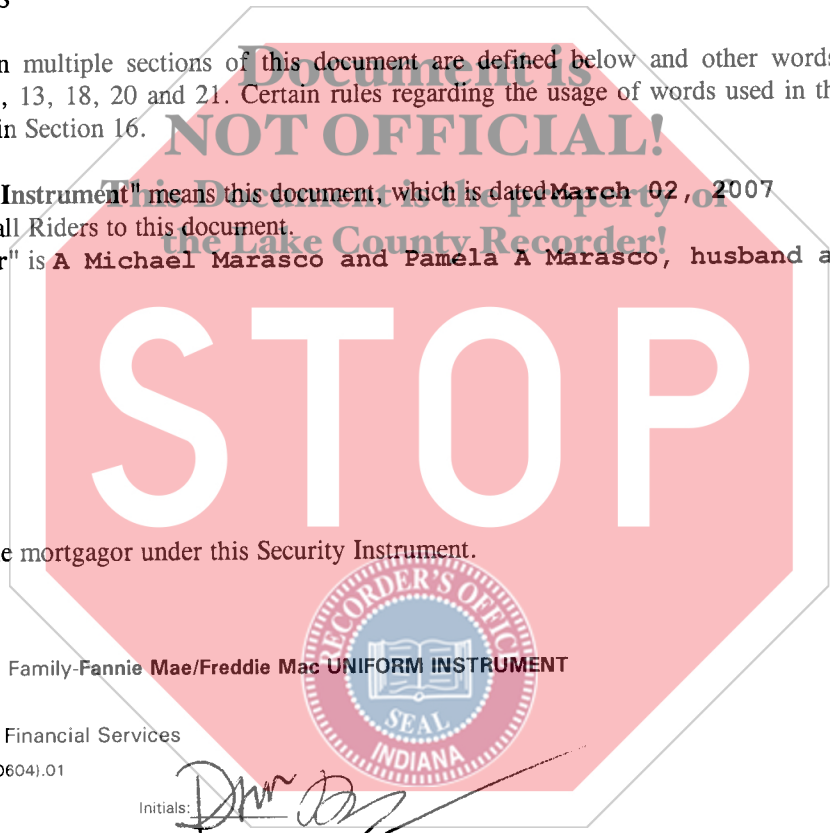 n multiple sections of this document are defined below and other words
Document is
, 13, 18, 20 and 21. Certain rules regarding the usage of words used in th
in Section 16.
NOT OFFICIAL!
Instrument" means this document, which is dated March 02, 2007
This Document is the property of
all Riders to this document.
the Lake County Recorder!
r" is A Michael Marasco and Pamela A Marasco, husband a
STOP
e mortgagor under this Security Instrument.
RECORDER'S OFFICE
Family-Fannie Mae/Freddie Mac UNIFORM INSTRUMENT
SEAL
Financial Services
INDIANA
0604).01
Initials: